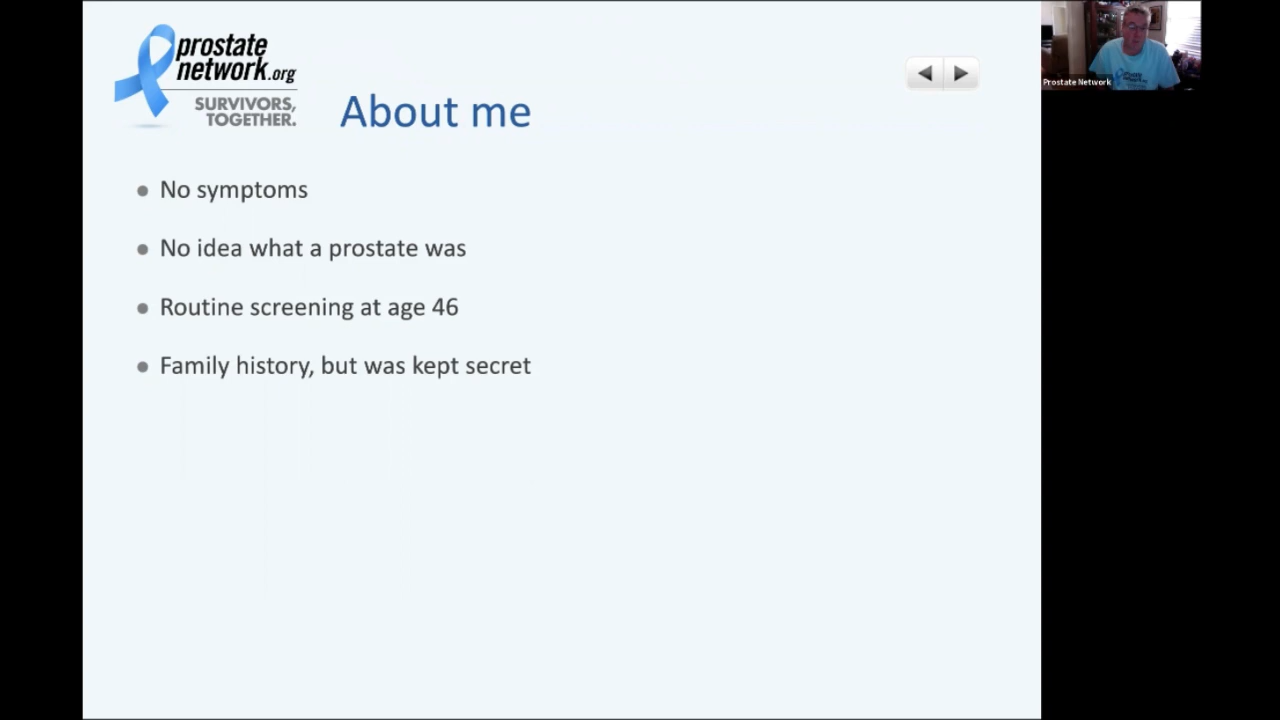 prostate
network.org
SURVIVORS,
TOGETHER.
About me
No symptoms
No idea what a prostate was
Routine screening at age 46
Family history, but was kept secret
Prostate Network